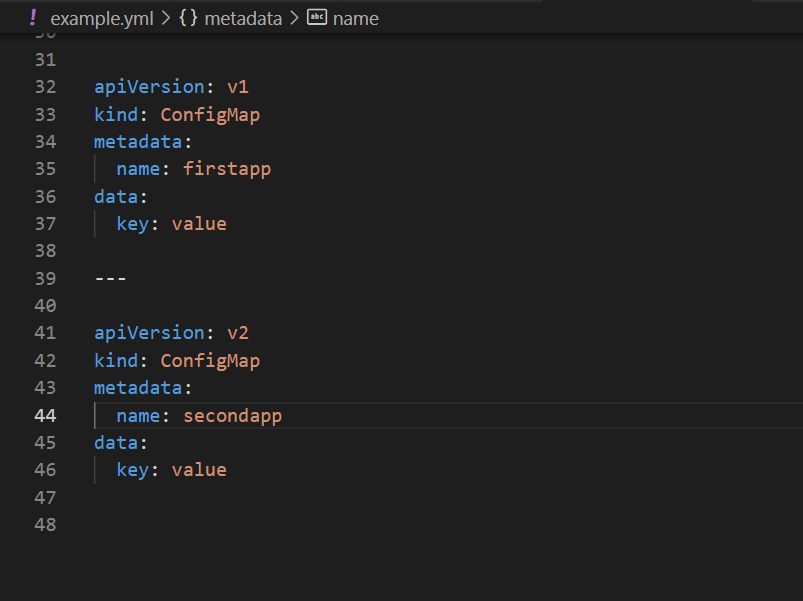 ! example.yml > {} metadata > abc name
31
32 apiVersion: v1
33 kind: ConfigMap
34 metadata:
35   name: firstapp
36 data:
37   key: value
38
39 ---
40
41 apiVersion: v2
42 kind: ConfigMap
43 metadata:
44   name: secondapp
45 data:
46   key: value
47
48